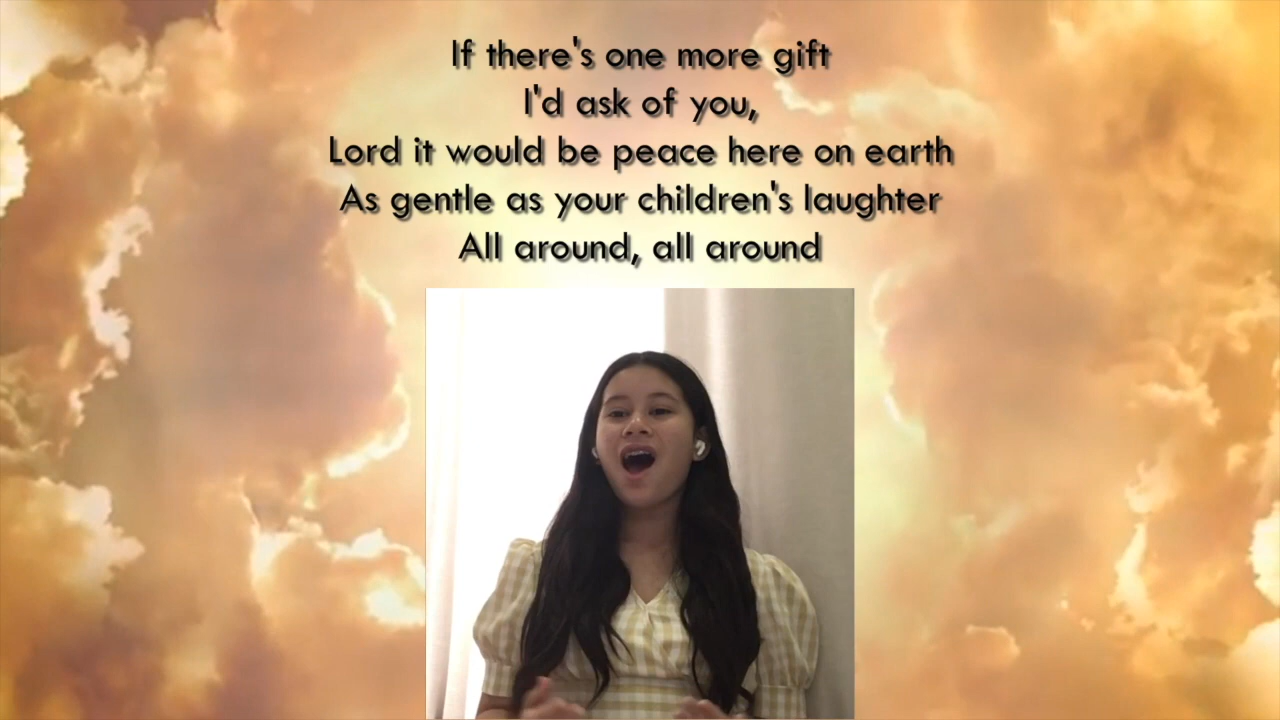 If there's one more gift
I'd ask of you,
Lord it would be peace here on earth
As gentle as your children's laughter
All around, all around